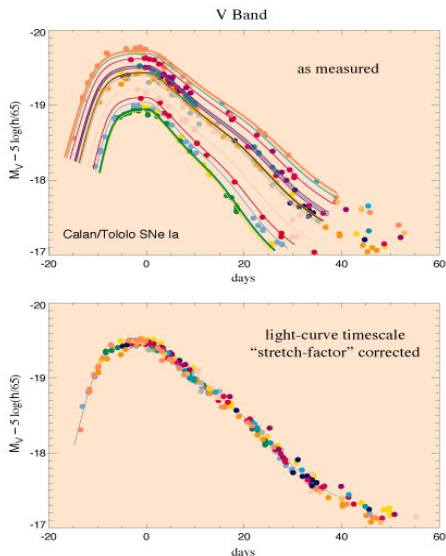 V Band
-20
as measured
-19
M_V – 5 log(h/65)
-18
Calan/Tololo SNe Ia
-17
-20 0 20 40 60
days
-20
light-curve timescale
“stretch-factor” corrected
-19
M_V – 5 log(h/65)
-18
-17
-20 0 20 40 60
days